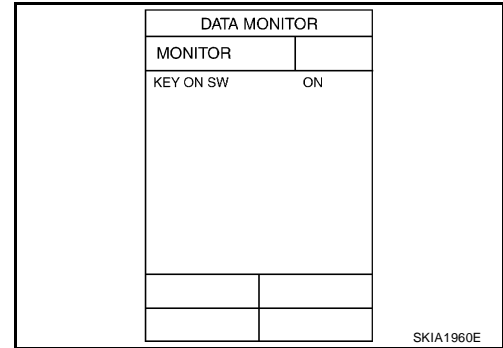 DATA MONITOR
MONITOR
KEY ON SW ON
SKIA1960E